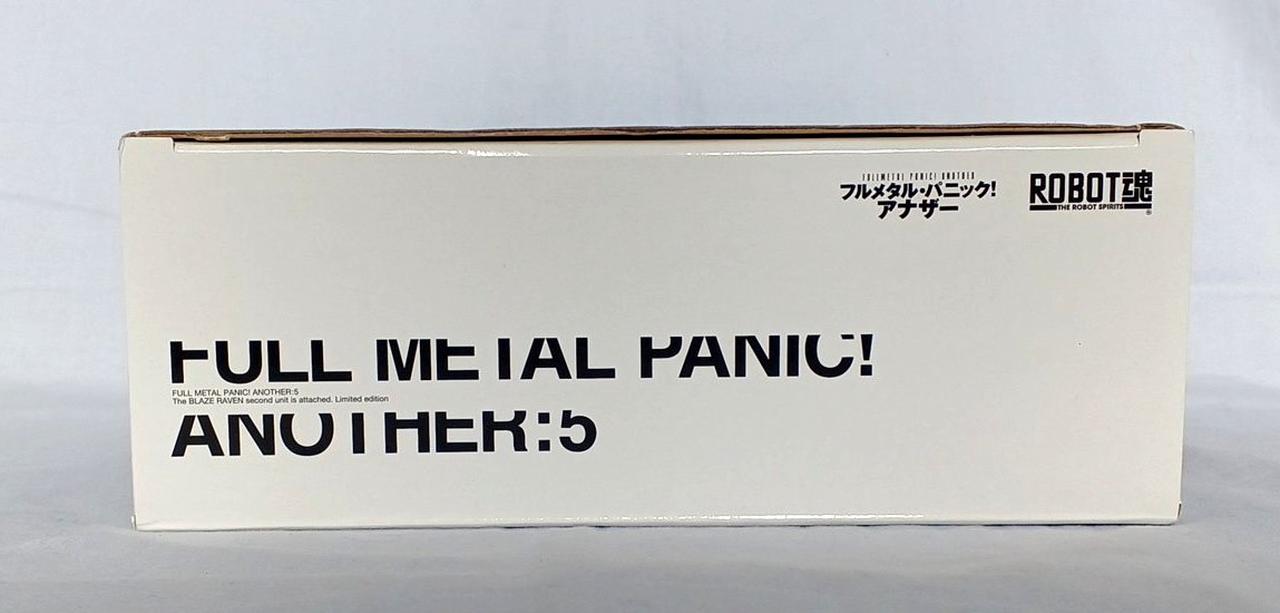 FULLMETAL PANIC! ANOTHER
フルメタル・パニック!
アナザー
ROBOT魂
THE ROBOT SPIRITS
®
FULL METAL PANIC!
FULL METAL PANIC! ANOTHER:5
The BLAZE RAVEN second unit is attached. Limited edition
ANOTHER:5